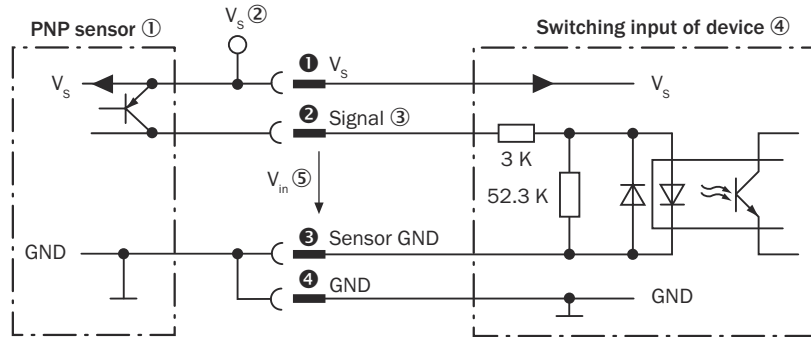 PNP sensor ①
Vs ②
Switching input of device ④
Vs
❶ Vs
Vs
❷ Signal ③
3 K
Vin ⑤
52.3 K
❸ Sensor GND
GND
❹ GND
GND